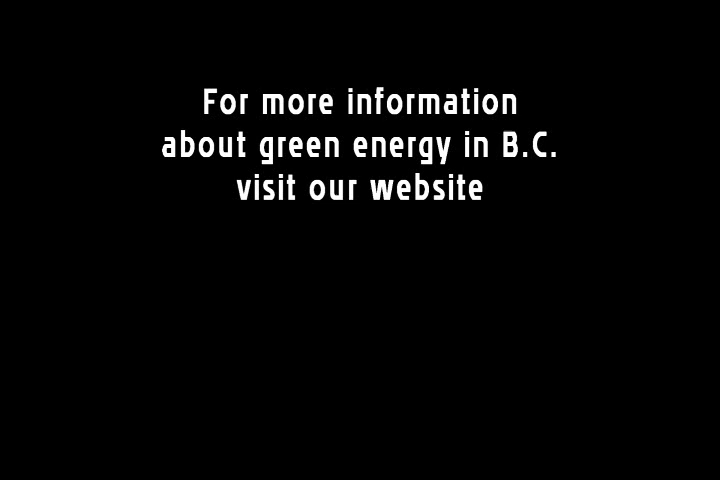 For more information
about green energy in B.C.
visit our website